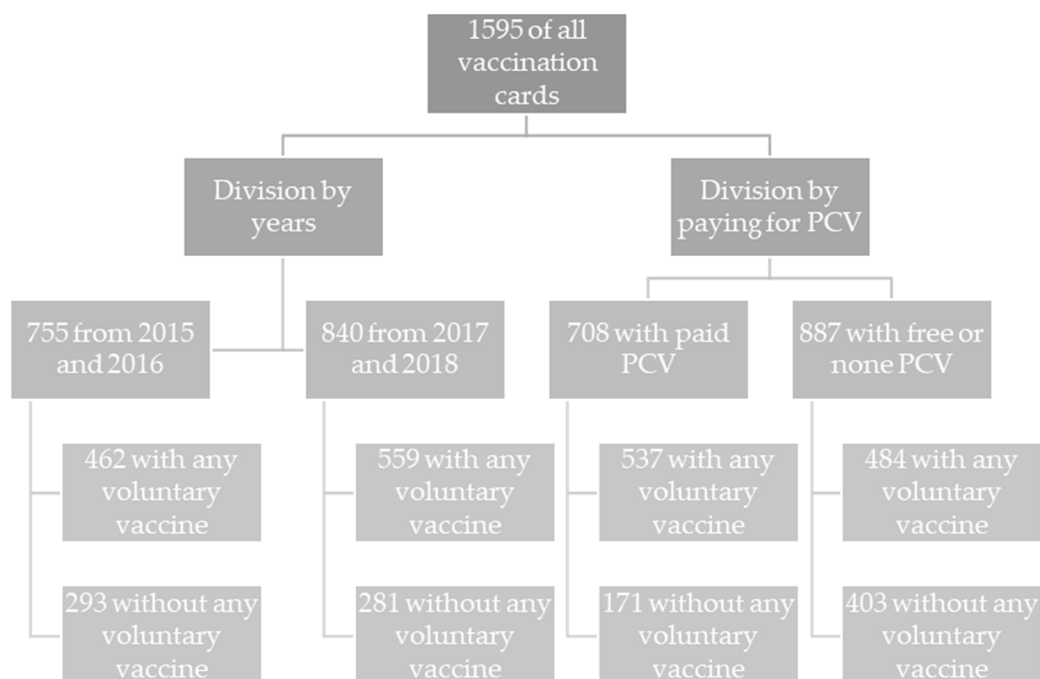 1595 of all
vaccination
cards
Division by
years
Division by
paying for PCV
755 from 2015
and 2016
840 from 2017
and 2018
708 with paid
PCV
887 with free or
none PCV
462 with any
voluntary
vaccine
559 with any
voluntary
vaccine
537 with any
voluntary
vaccine
484 with any
voluntary
vaccine
293 without any
voluntary
vaccine
281 without any
voluntary
vaccine
171 without any
voluntary
vaccine
403 without any
voluntary
vaccine